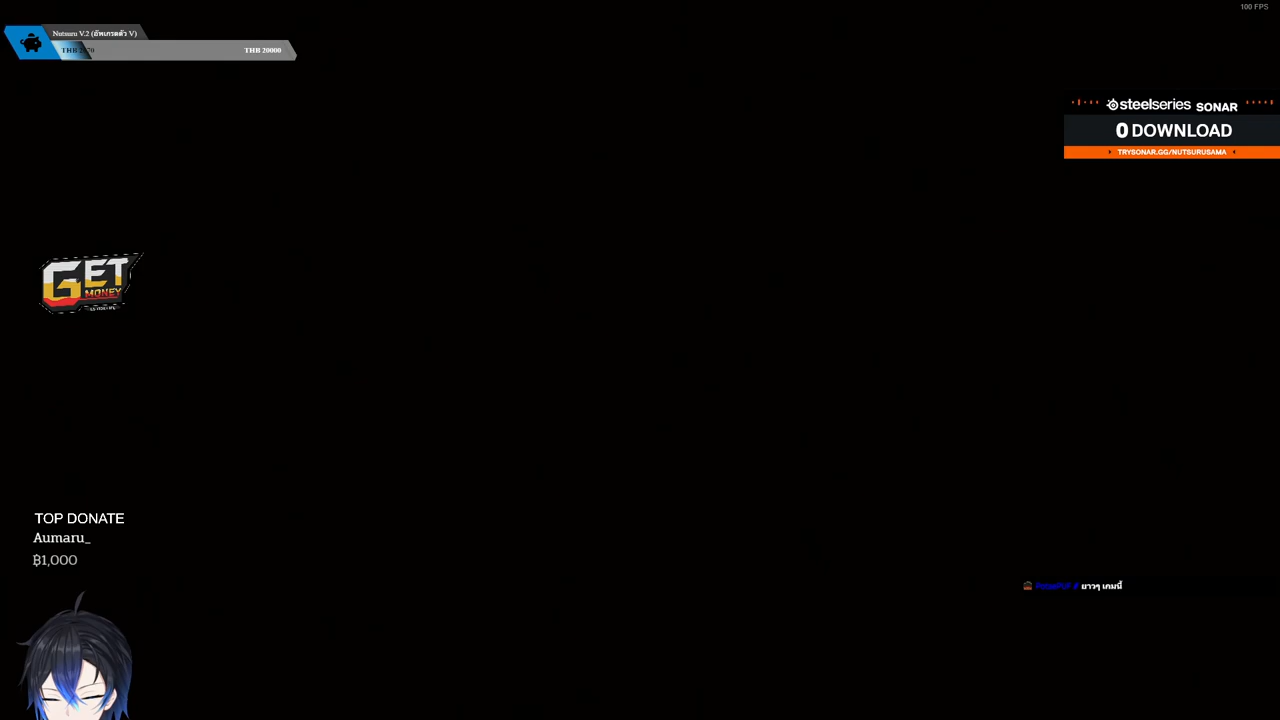 100 FPS
Nutsuru V.2 (อัพเกรดตัว V)
THB
THB 20000
steelseries SONAR
0 DOWNLOAD
TRYSONAR.GG/NUTSURUSAMA
GET
MONEY
TOP DONATE
Aumaru_
฿1,000
ยาวๆ เกมนี้